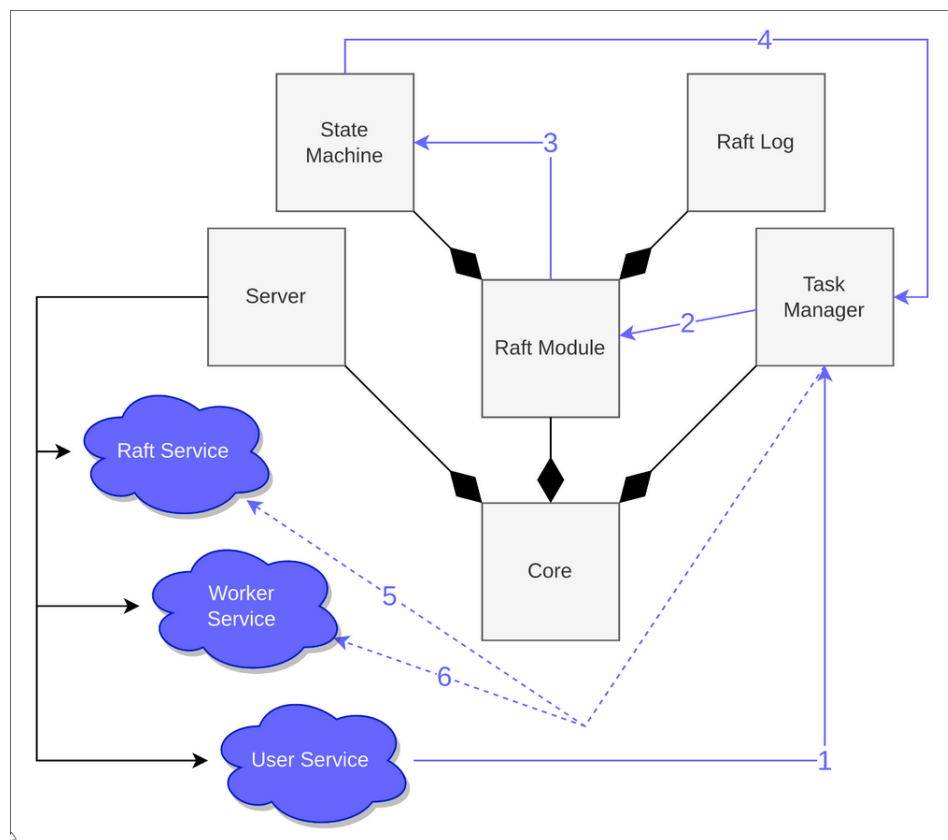 4
State
Machine
3
Raft Log
Server
Task
Manager
2
Raft Module
Raft Service
Core
5
Worker
Service
6
User Service
1